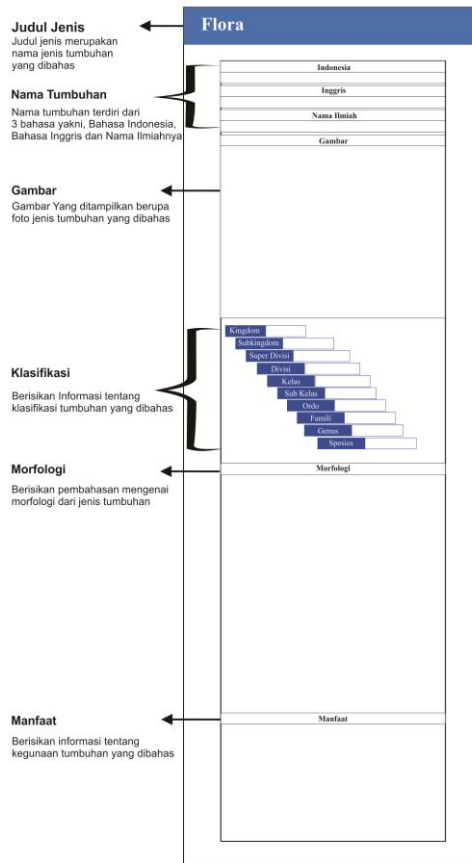 Judul Jenis
Judul jenis merupakan
nama jenis tumbuhan
yang dibahas
Nama Tumbuhan
Nama tumbuhan terdiri dari
3 bahasa yakni, Bahasa Indonesia,
Bahasa Inggris dan Nama Ilmiahnya
Gambar
Gambar Yang ditampilkan berupa
foto jenis tumbuhan yang dibahas
Klasifikasi
Berisikan Informasi tentang
klasifikasi tumbuhan yang dibahas
Morfologi
Berisikan pembahasan mengenai
morfologi dari jenis tumbuhan
Manfaat
Berisikan informasi tentang
kegunaan tumbuhan yang dibahas
Flora
Indonesia
Inggris
Nama Ilmiah
Gambar
Kingdom
Subkingdom
Super Divisi
Divisi
Kelas
Sub Kelas
Ordo
Famili
Genus
Spesies
Morfologi
Manfaat